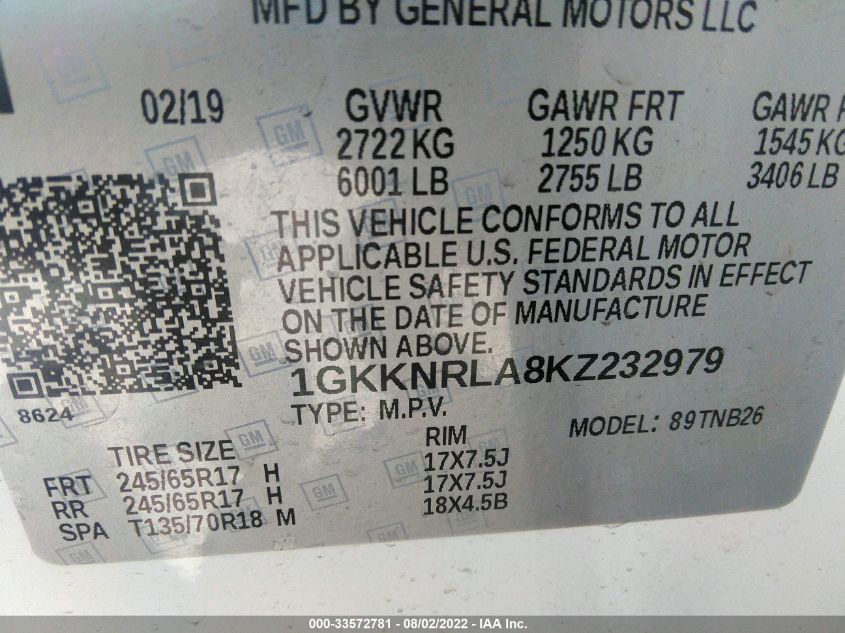 MFD BY GENERAL MOTORS LLC
02/19 GVWR GAWR FRT GAWR
2722 KG 1250 KG 1545 KG
6001 LB 2755 LB 3406 LB
THIS VEHICLE CONFORMS TO ALL
APPLICABLE U.S. FEDERAL MOTOR
VEHICLE SAFETY STANDARDS IN EFFECT
ON THE DATE OF MANUFACTURE
SHOWN ABOVE.
1GKKNRLA8KZ232979
8624
TYPE: M.P.V. MODEL: 89TNB26
TIRE SIZE RIM
FRT 245/65R17 H 17X7.5J
RR 245/65R17 H 17X7.5J
SPA T135/70R18 M 18X4.5B
GM
000-33572781 - 08/02/2022 - IAA Inc.